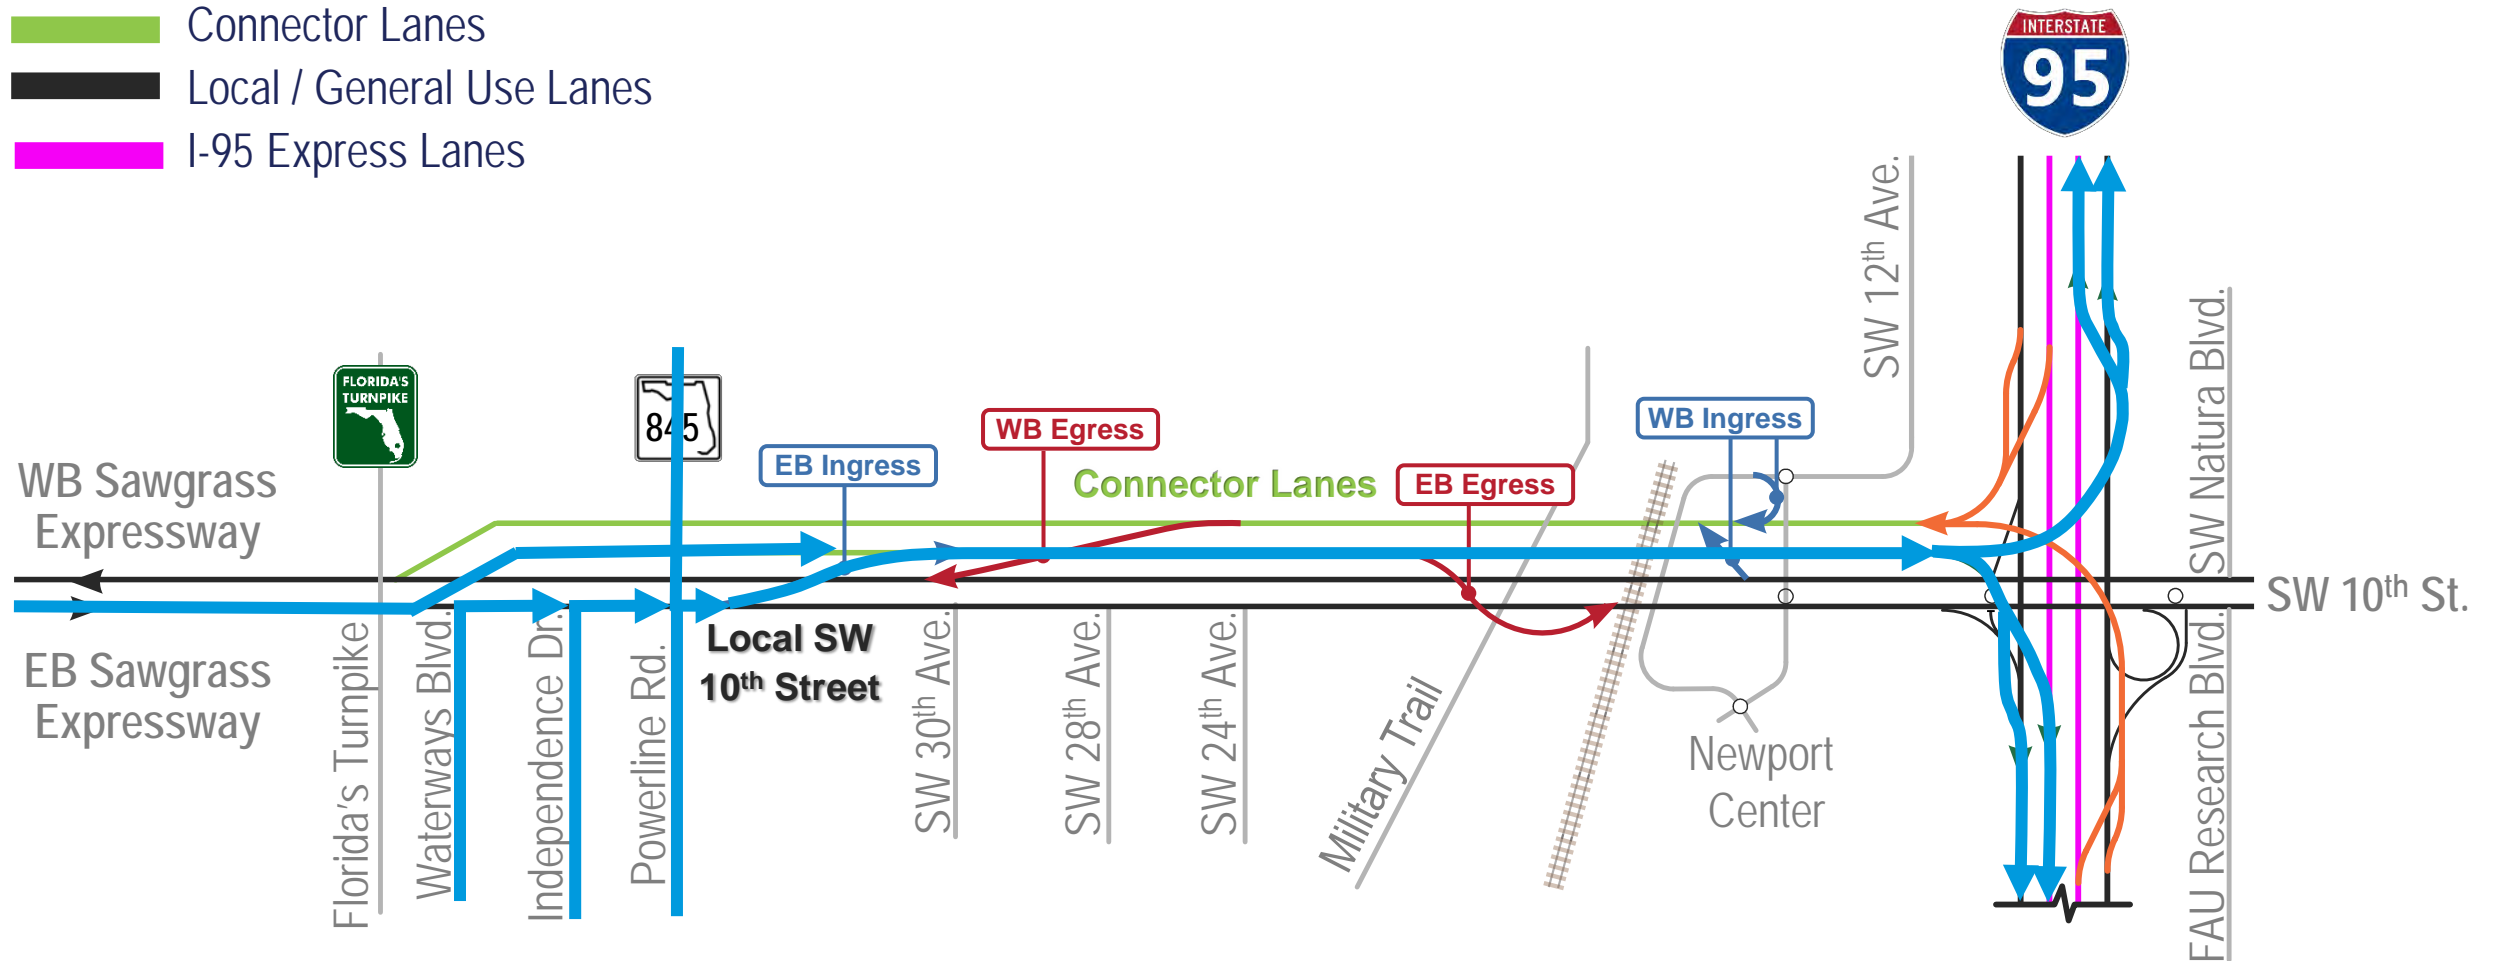 Connector Lanes
Local / General Use Lanes
I-95 Express Lanes
INTERSTATE
95
SW 12th Ave.
SW Natura Blvd.
FLORIDA'S
TURNPIKE
845
WB Egress
WB Ingress
EB Ingress
EB Egress
Connector Lanes
WB Sawgrass
Expressway
SW 10th St.
EB Sawgrass
Expressway
Florida's Turnpike
Waterways Blvd.
Independence Dr.
Powerline Rd.
Local SW
10th Street
SW 30th Ave.
SW 28th Ave.
SW 24th Ave.
Military Trail
Newport
Center
FAU Research Blvd.